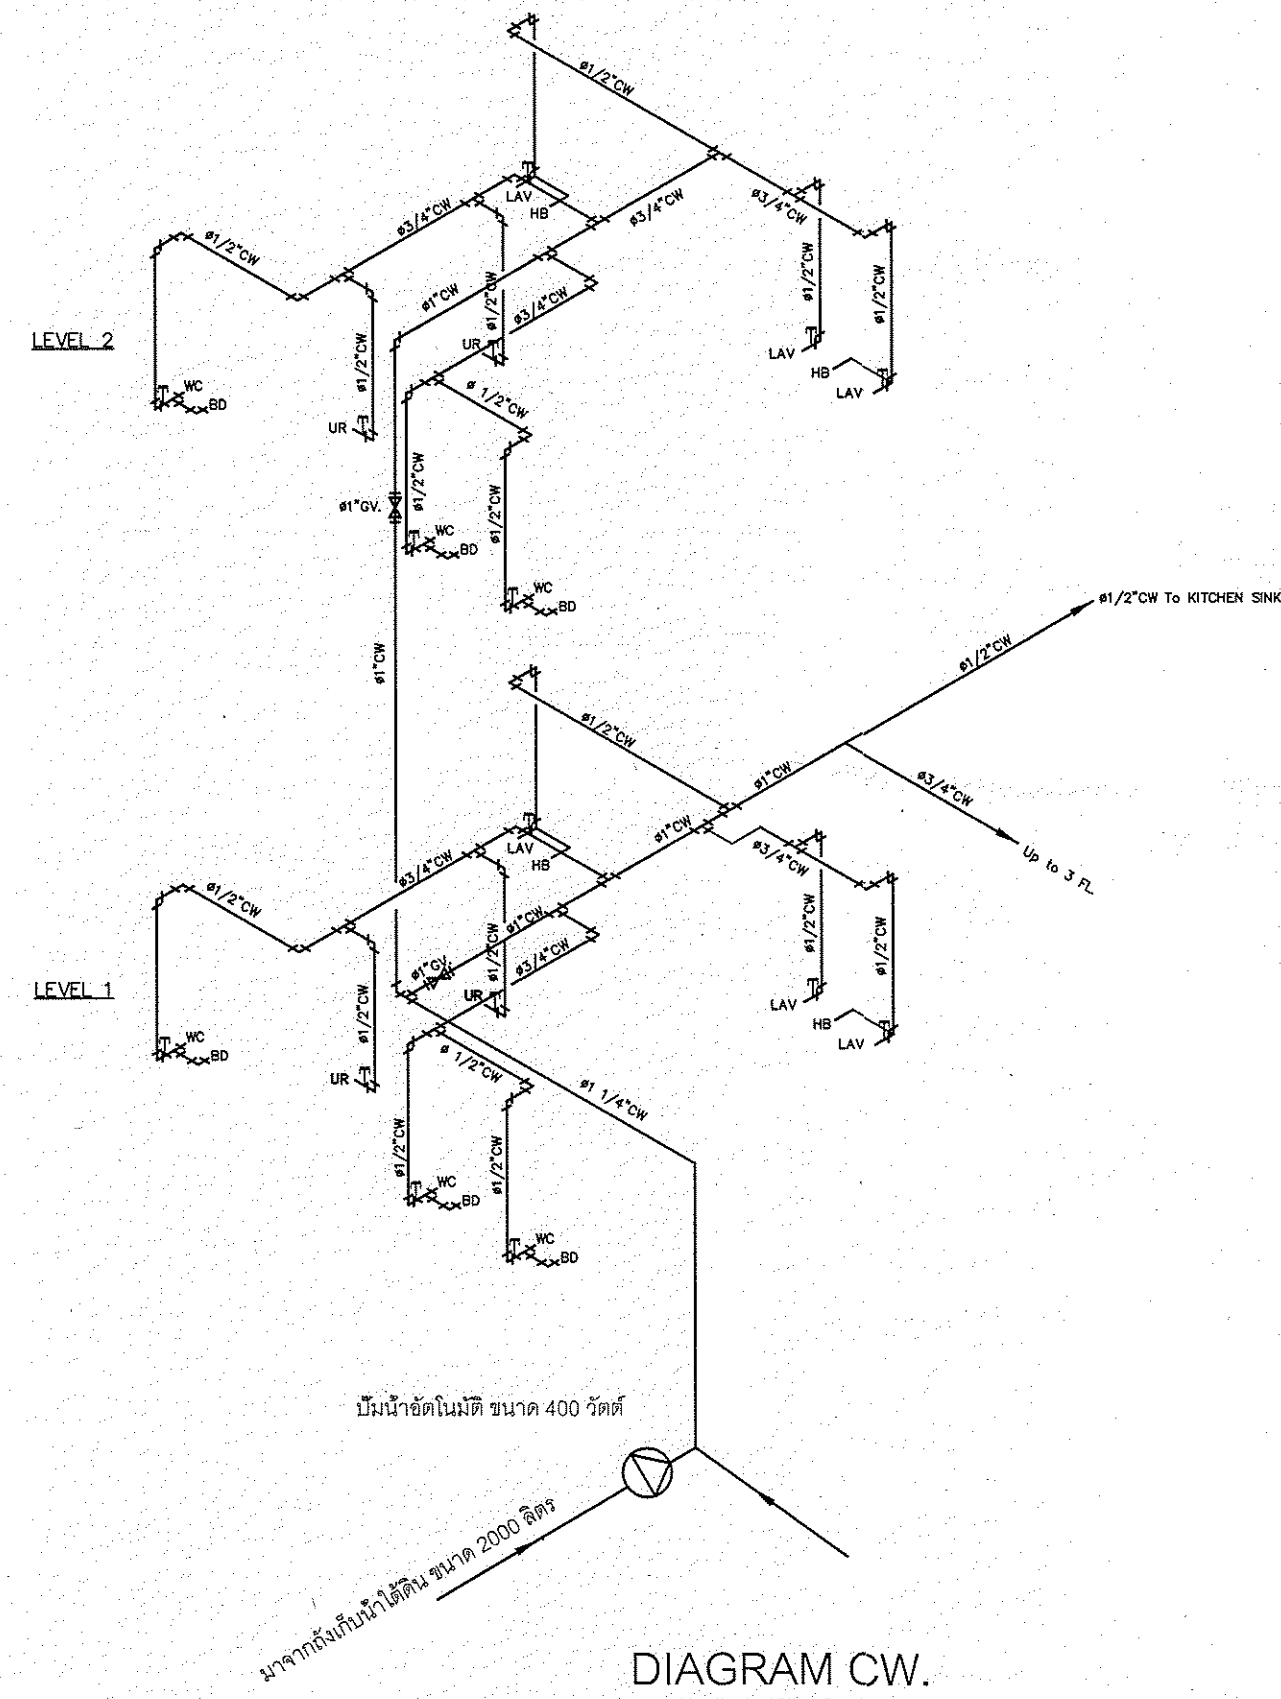 ø1/2"CW
LAV
HB
ø3/4"CW
ø3/4"CW
ø3/4"CW
ø1/2"CW
ø1"CW
ø1/2"CW
ø3/4"CW
ø1/2"CW
ø1/2"CW
LEVEL 2
UR
LAV
HB
LAV
WC
BD
ø1/2"CW
UR
ø 1/2"CW
ø1"GV.
ø1/2"CW
ø1/2"CW
WC
BD
WC
BD
ø1/2"CW To KITCHEN SINK
ø1"CW
ø1/2"CW
ø1/2"CW
ø1"CW
ø3/4"CW
ø1"CW
LAV
HB
ø3/4"CW
ø3/4"CW
Up to 3 FL.
ø1/2"CW
ø1"CW.
ø1"GV.
ø1/2"CW
ø3/4"CW
ø1/2"CW
ø1/2"CW
LEVEL 1
UR
LAV
HB
LAV
WC
BD
ø1/2"CW
UR
ø 1/2"CW
ø1 1/4"CW
ø1/2"CW
ø1/2"CW
WC
BD
WC
BD
ปั๊มน้ำอัตโนมัติ ขนาด 400 วัตต์
มาจากถังเก็บน้ำใต้ดิน ขนาด 2000 ลิตร
DIAGRAM CW.